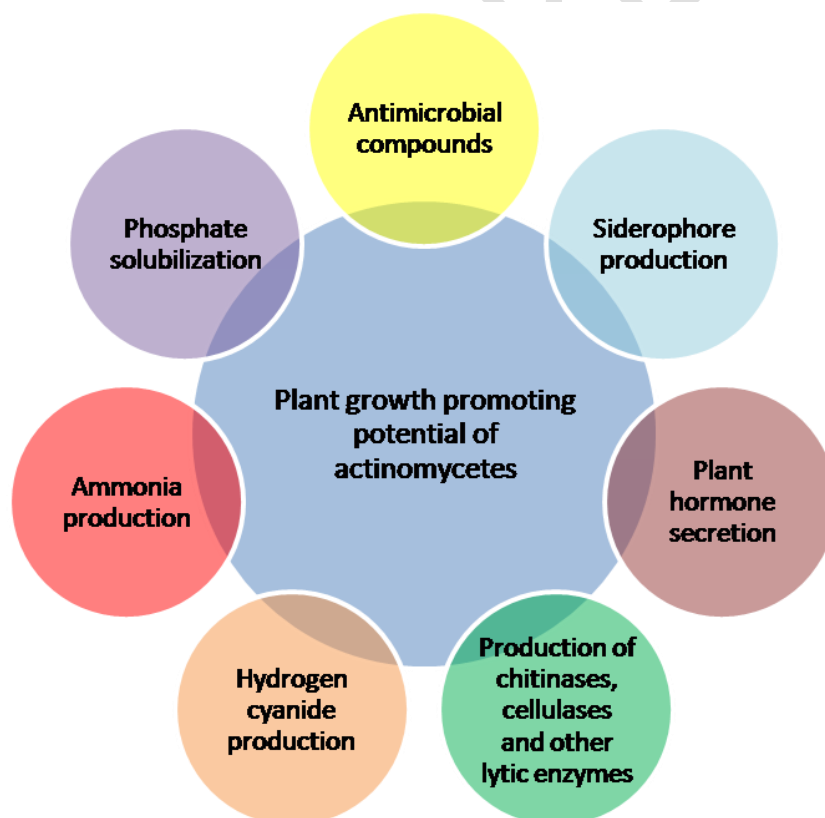 Antimicrobial
compounds
Siderophore
production
Plant
hormone
secretion
Production of
chitinases,
cellulases
and other
lytic enzymes
Hydrogen
cyanide
production
Ammonia
production
Phosphate
solubilization
Plant growth promoting
potential of
actinomycetes